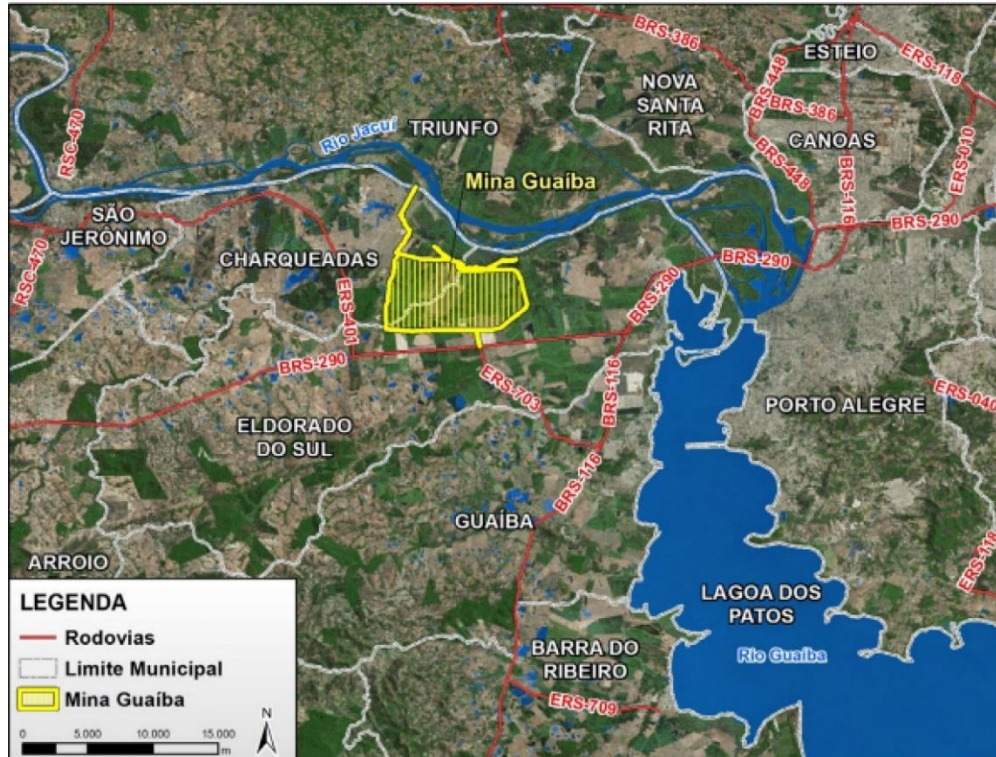 BRS-386
ESTEIO
ERS-118
BRS-448
NOVA
SANTA
RITA
BRS-386
RSC-470
TRIUNFO
Rio Jacuí
CANOAS
ERS-010
BRS-448
BRS-116
Mina Guaíba
SÃO
JERÔNIMO
BRS-290
RSC-470
CHARQUEADAS
BRS-290
BRS-290
ERS-401
BRS-290
ERS-703
BRS-116
ERS-040
PORTO ALEGRE
ELDORADO
DO SUL
BRS-116
GUAÍBA
ERS-118
ARROIO
LAGOA DOS
PATOS
Rio Guaíba
BARRA DO
RIBEIRO
ERS-709
LEGENDA
Rodovias
Limite Municipal
Mina Guaíba
0 5.000 10.000 15.000
m
N